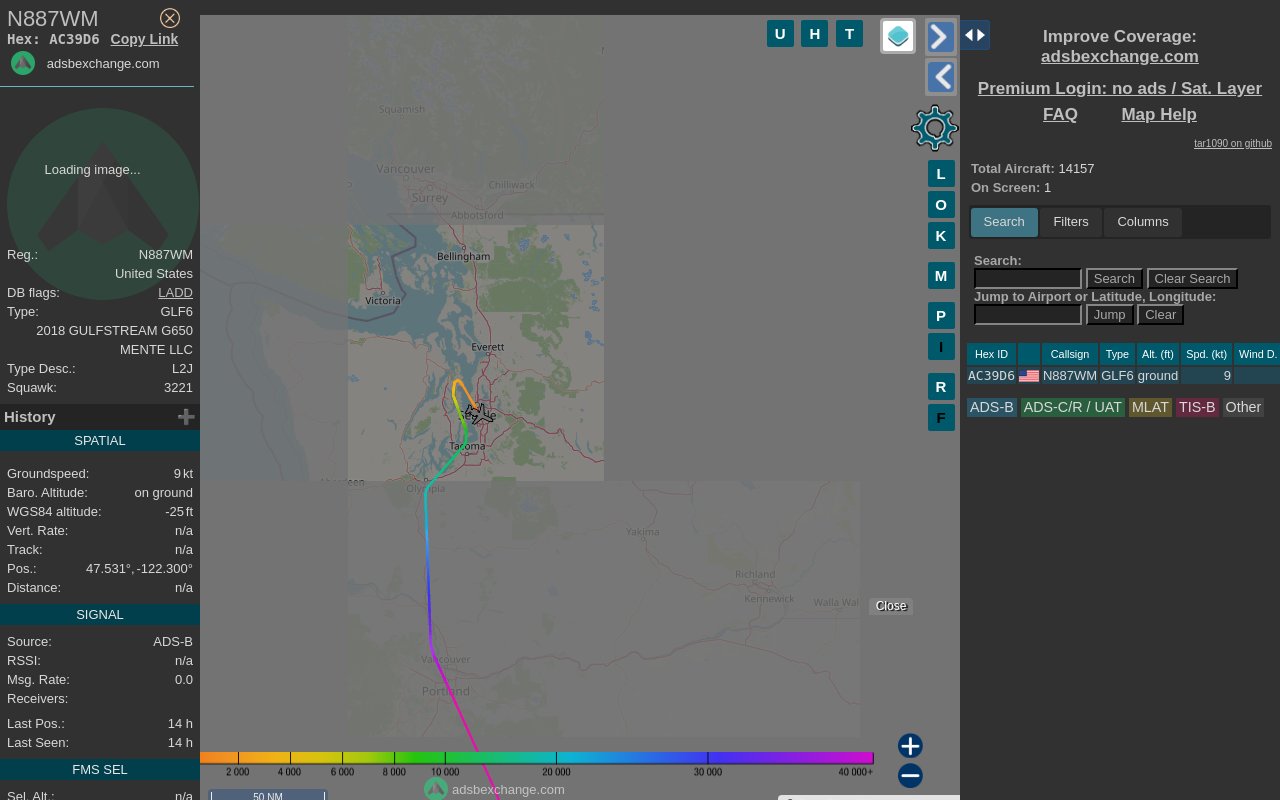 N887WM
Hex: AC39D6 Copy Link
adsbexchange.com
Loading image...
Reg.: N887WM
United States
DB flags: LADD
Type: GLF6
2018 GULFSTREAM G650
MENTE LLC
Type Desc.: L2J
Squawk: 3221
History
SPATIAL
Groundspeed: 9 kt
Baro. Altitude: on ground
WGS84 altitude: -25 ft
Vert. Rate: n/a
Track: n/a
Pos.: 47.531°, -122.300°
Distance: n/a
SIGNAL
Source: ADS-B
RSSI: n/a
Msg. Rate: 0.0
Receivers:
Last Pos.: 14 h
Last Seen: 14 h
FMS SEL
Sel. Alt.: n/a
U H T
Squamish
Vancouver
Surrey
Chilliwack
Abbotsford
Bellingham
Victoria
Everett
Tacoma
Olympia
Yakima
Richland
Kennewick
Walla Wal
Vancouver
Portland
L
O
K
M
P
I
R
F
Close
2 000 4 000 6 000 8 000 10 000 20 000 30 000 40 000+
adsbexchange.com
50 NM
Improve Coverage:
adsbexchange.com
Premium Login: no ads / Sat. Layer
FAQ Map Help
tar1090 on github
Total Aircraft: 14157
On Screen: 1
Search Filters Columns
Search:
Search Clear Search
Jump to Airport or Latitude, Longitude:
Jump Clear
Hex ID Callsign Type Alt. (ft) Spd. (kt) Wind D.
AC39D6 N887WM GLF6 ground 9
ADS-B ADS-C/R / UAT MLAT TIS-B Other